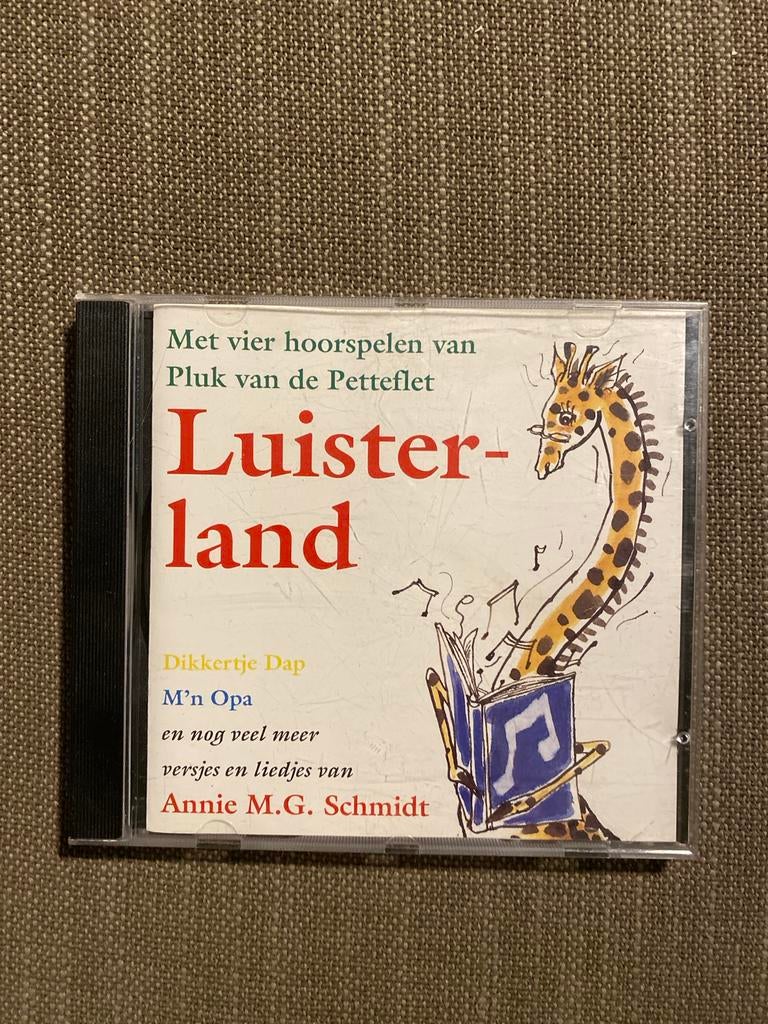 Met vier hoorspelen van
Pluk van de Petteflet
Luister-
land
Dikkertje Dap
M'n Opa
en nog veel meer
versjes en liedjes van
Annie M.G. Schmidt